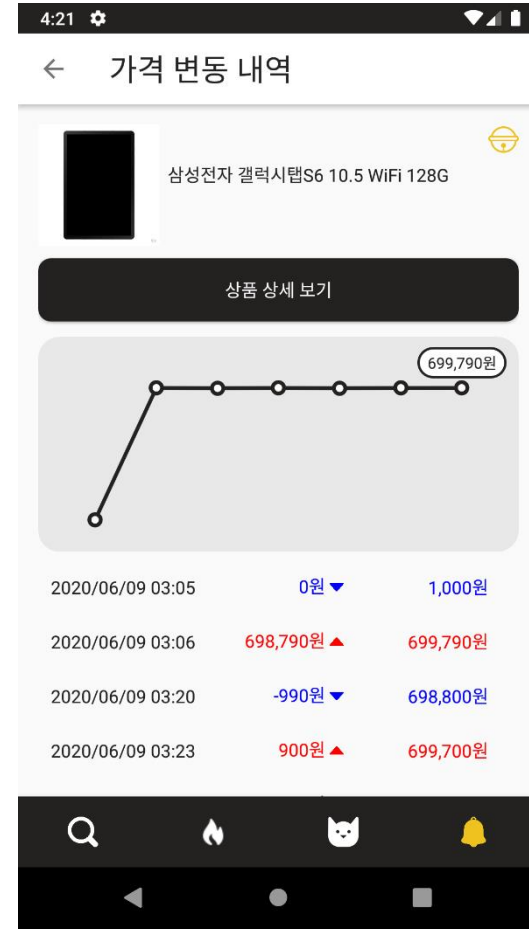 4:21
가격 변동 내역
삼성전자 갤럭시탭S6 10.5 WiFi 128G
상품 상세 보기
699,790원
2020/06/09 03:05 0원 1,000원
2020/06/09 03:06 698,790원 699,790원
2020/06/09 03:20 -990원 698,800원
2020/06/09 03:23 900원 699,700원